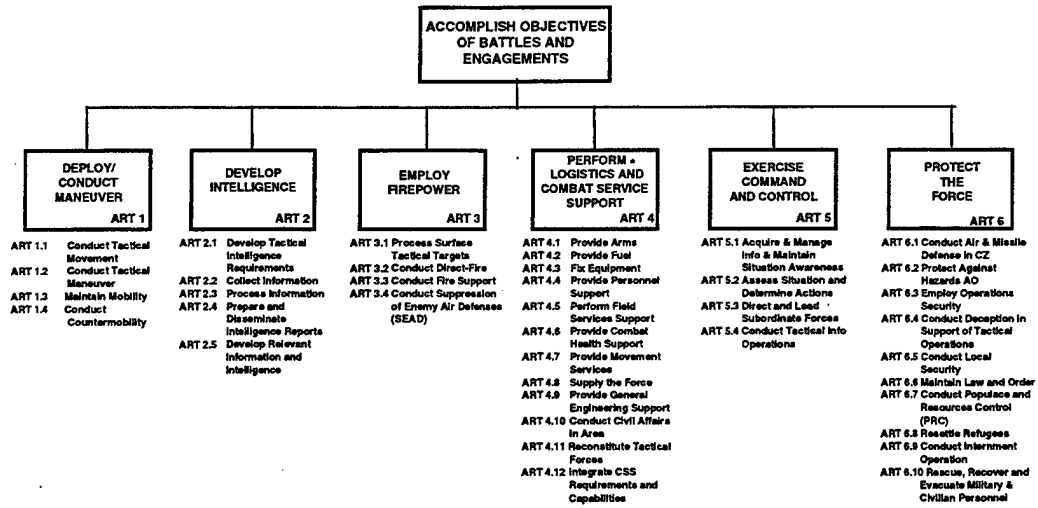 ACCOMPLISH OBJECTIVES
OF BATTLES AND
ENGAGEMENTS
DEPLOY/
CONDUCT
MANEUVER
ART 1
ART 1.1 Conduct Tactical
Movement
ART 1.2 Conduct Tactical
Maneuver
ART 1.3 Maintain Mobility
ART 1.4 Conduct
Countermobility
DEVELOP
INTELLIGENCE
ART 2
ART 2.1 Develop Tactical
Intelligence
Requirements
ART 2.2 Collect Information
ART 2.3 Process Information
ART 2.4 Prepare and
Disseminate
Intelligence Reports
ART 2.5 Develop Relevant
Information and
Intelligence
EMPLOY
FIREPOWER
ART 3
ART 3.1 Process Surface
Tactical Targets
ART 3.2 Conduct Direct-Fire
ART 3.3 Conduct Fire Support
ART 3.4 Conduct Suppression
of Enemy Air Defenses
(SEAD)
PERFORM
LOGISTICS AND
COMBAT SERVICE
SUPPORT
ART 4
ART 4.1 Provide Arms
ART 4.2 Provide Fuel
ART 4.3 Fix Equipment
ART 4.4 Provide Personnel
Support
ART 4.5 Perform Field
Services Support
ART 4.6 Provide Combat
Health Support
ART 4.7 Provide Movement
Services
ART 4.8 Supply the Force
ART 4.9 Provide General
Engineering Support
ART 4.10 Conduct Civil Affairs
in Area
ART 4.11 Reconstitute Tactical
Forces
ART 4.12 Integrate CSS
Requirements and
Capabilities
EXERCISE
COMMAND
AND CONTROL
ART 5
ART 5.1 Acquire & Manage
Info & Maintain
Situation Awareness
ART 5.2 Assess Situation and
Determine Actions
ART 5.3 Direct and Lead
Subordinate Forces
ART 5.4 Conduct Tactical Info
Operations
PROTECT
THE
FORCE
ART 6
ART 6.1 Conduct Air & Missile
Defense in CZ
ART 6.2 Protect Against
Hazards AO
ART 6.3 Employ Operations
Security
ART 6.4 Conduct Deception in
Support of Tactical
Operations
ART 6.5 Conduct Local
Security
ART 6.6 Maintain Law and Order
ART 6.7 Conduct Populace and
Resources Control
(PRC)
ART 6.8 Resettle Refugees
ART 6.9 Conduct Internment
Operation
ART 6.10 Rescue, Recover and
Evacuate Military &
Civilian Personnel